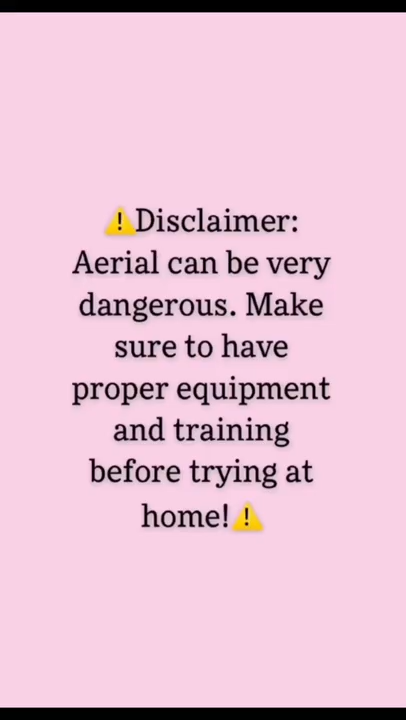 ⚠️Disclaimer:
Aerial can be very
dangerous. Make
sure to have
proper equipment
and training
before trying at
home!⚠️